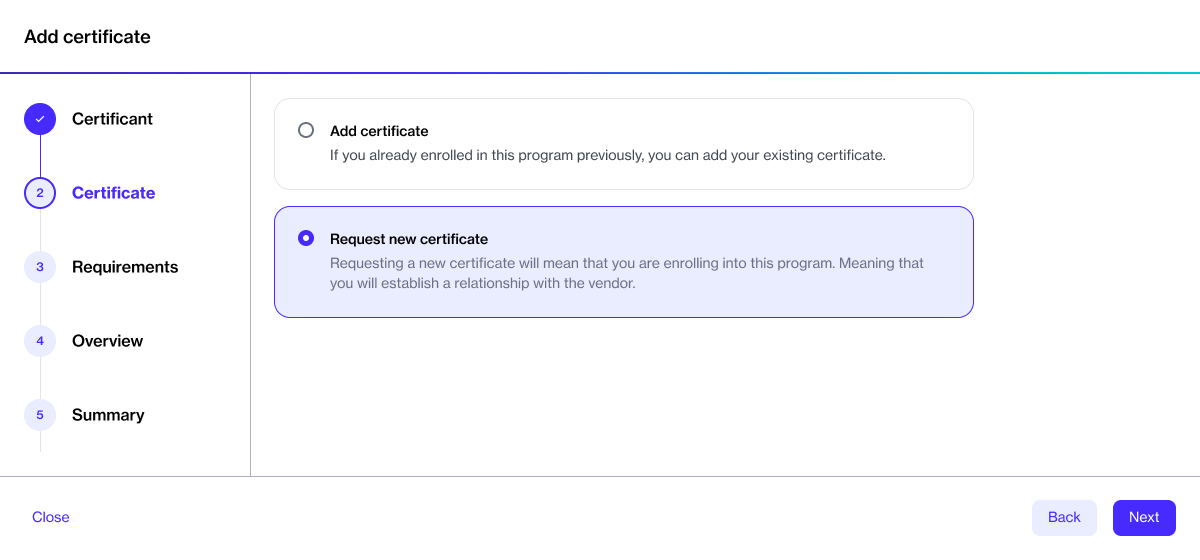 Add certificate
Certificant
2
Certificate
3
Requirements
4
Overview
5
Summary
Add certificate
If you already enrolled in this program previously, you can add your existing certificate.
Request new certificate
Requesting a new certificate will mean that you are enrolling into this program. Meaning that
you will establish a relationship with the vendor.
Close
Back
Next